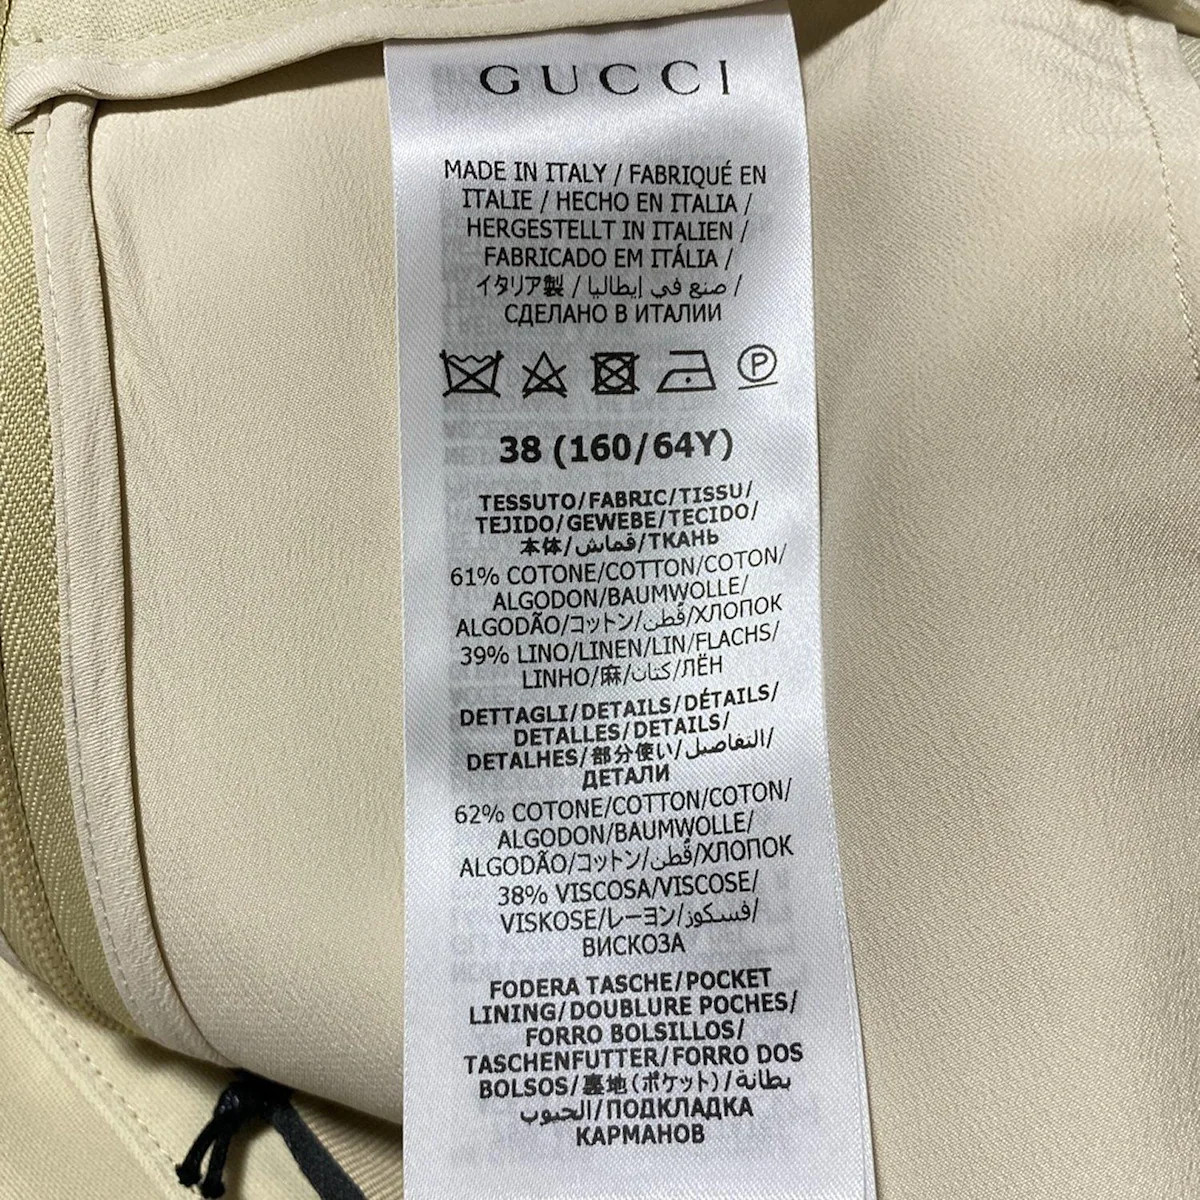 GUCCI
MADE IN ITALY / FABRIQUÉ EN
ITALIE / HECHO EN ITALIA /
HERGESTELLT IN ITALIEN /
FABRICADO EM ITÁLIA /
イタリア製 / صنع في إيطاليا /
СДЕЛАНО В ИТАЛИИ
P
38 (160/64Y)
TESSUTO/FABRIC/TISSU/
TEJIDO/GEWEBE/TECIDO/
本体/قماش/ТКАНЬ
61% COTONE/COTTON/COTON/
ALGODON/BAUMWOLLE/
ALGODÃO/コットン/قُطن/ХЛОПОК
39% LINO/LINEN/LIN/FLACHS/
LINHO/麻/كتان/ЛЁН
DETTAGLI/DETAILS/DÉTAILS/
DETALLES/DETAILS/
DETALHES/部分使い/التفاصيل/
ДЕТАЛИ
62% COTONE/COTTON/COTON/
ALGODON/BAUMWOLLE/
ALGODÃO/コットン/قُطن/ХЛОПОК
38% VISCOSA/VISCOSE/
VISKOSE/レーヨン/فسكوز/
ВИСКОЗА
FODERA TASCHE/POCKET
LINING/DOUBLURE POCHES/
FORRO BOLSILLOS/
TASCHENFUTTER/FORRO DOS
BOLSOS/裏地(ポケット)/بطانة
الجيوب/ПОДКЛАДКА
КАРМАНОВ